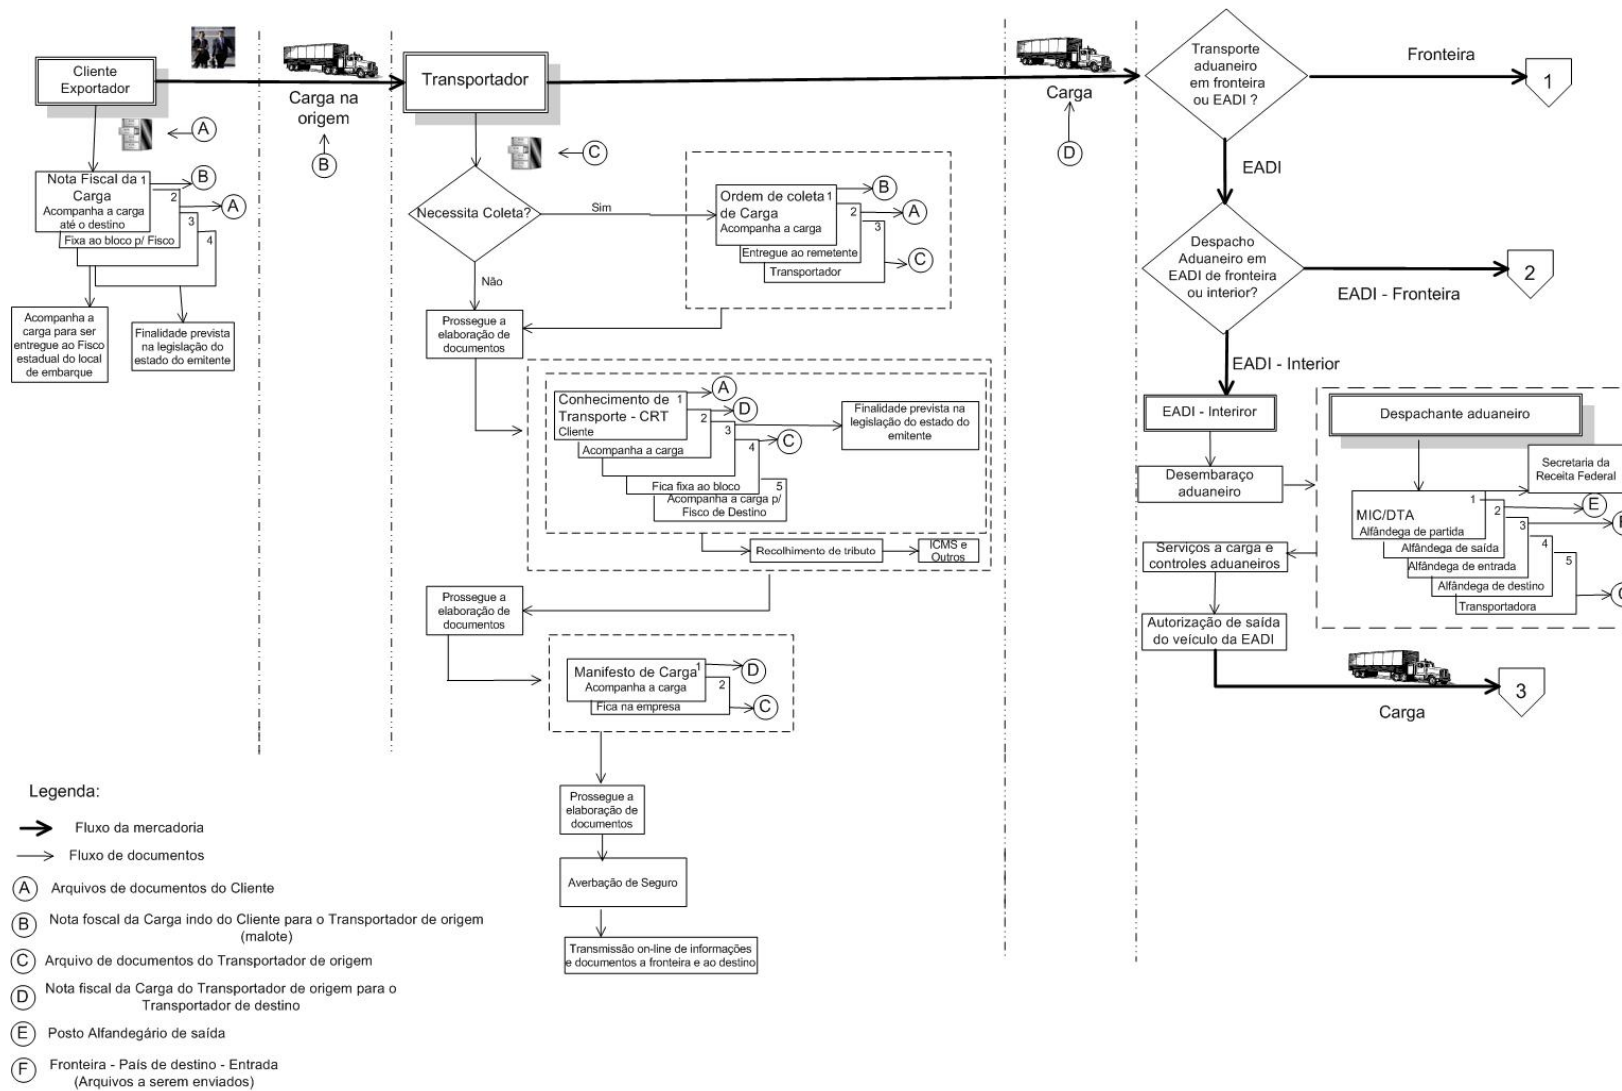 Cliente
Exportador
A
Nota Fiscal da
Carga
Acompanha a carga
até o destino
1
B
2
A
3
4
Fixa ao bloco p/ Fisco
Acompanha a
carga para ser
entregue ao Fisco
estadual do local
de embarque
Finalidade prevista
na legislação do
estado do emitente
Carga na
origem
B
Transportador
C
Necessita Coleta?
Sim
Não
Ordem de coleta
de Carga
Acompanha a carga
1
B
2
A
3
Entregue ao remetente
C
Transportador
Prossegue a
elaboração de
documentos
Conhecimento de
Transporte - CRT
Cliente
1
A
D
2
3
C
4
Acompanha a carga
Fica fixa ao bloco
5
Acompanha a carga p/
Fisco de Destino
Finalidade prevista na
legislação do estado do
emitente
Recolhimento de tributo
ICMS e
Outros
Prossegue a
elaboração de
documentos
Manifesto de Carga
Acompanha a carga
1
D
2
Fica na empresa
C
Prossegue a
elaboração de
documentos
Averbação de Seguro
Transmissão on-line de informações
e documentos a fronteira e ao destino
Carga
D
Transporte
aduaneiro
em fronteira
ou EADI ?
Fronteira
1
EADI
Despacho
Aduaneiro em
EADI de fronteira
ou interior?
2
EADI - Fronteira
EADI - Interior
EADI - Interiror
Desembaraço
aduaneiro
Despachante aduaneiro
Secretaria da
Receita Federal
MIC/DTA
Alfândega de partida
1
E
2
3
4
5
Alfândega de saída
Alfândega de entrada
Alfândega de destino
Transportadora
Serviços a carga e
controles aduaneiros
Autorização de saída
do veículo da EADI
Carga
3
Legenda:
Fluxo da mercadoria
Fluxo de documentos
A Arquivos de documentos do Cliente
B Nota foscal da Carga indo do Cliente para o Transportador de origem
(malote)
C Arquivo de documentos do Transportador de origem
D Nota fiscal da Carga do Transportador de origem para o
Transportador de destino
E Posto Alfandegário de saída
F Fronteira - País de destino - Entrada
(Arquivos a serem enviados)